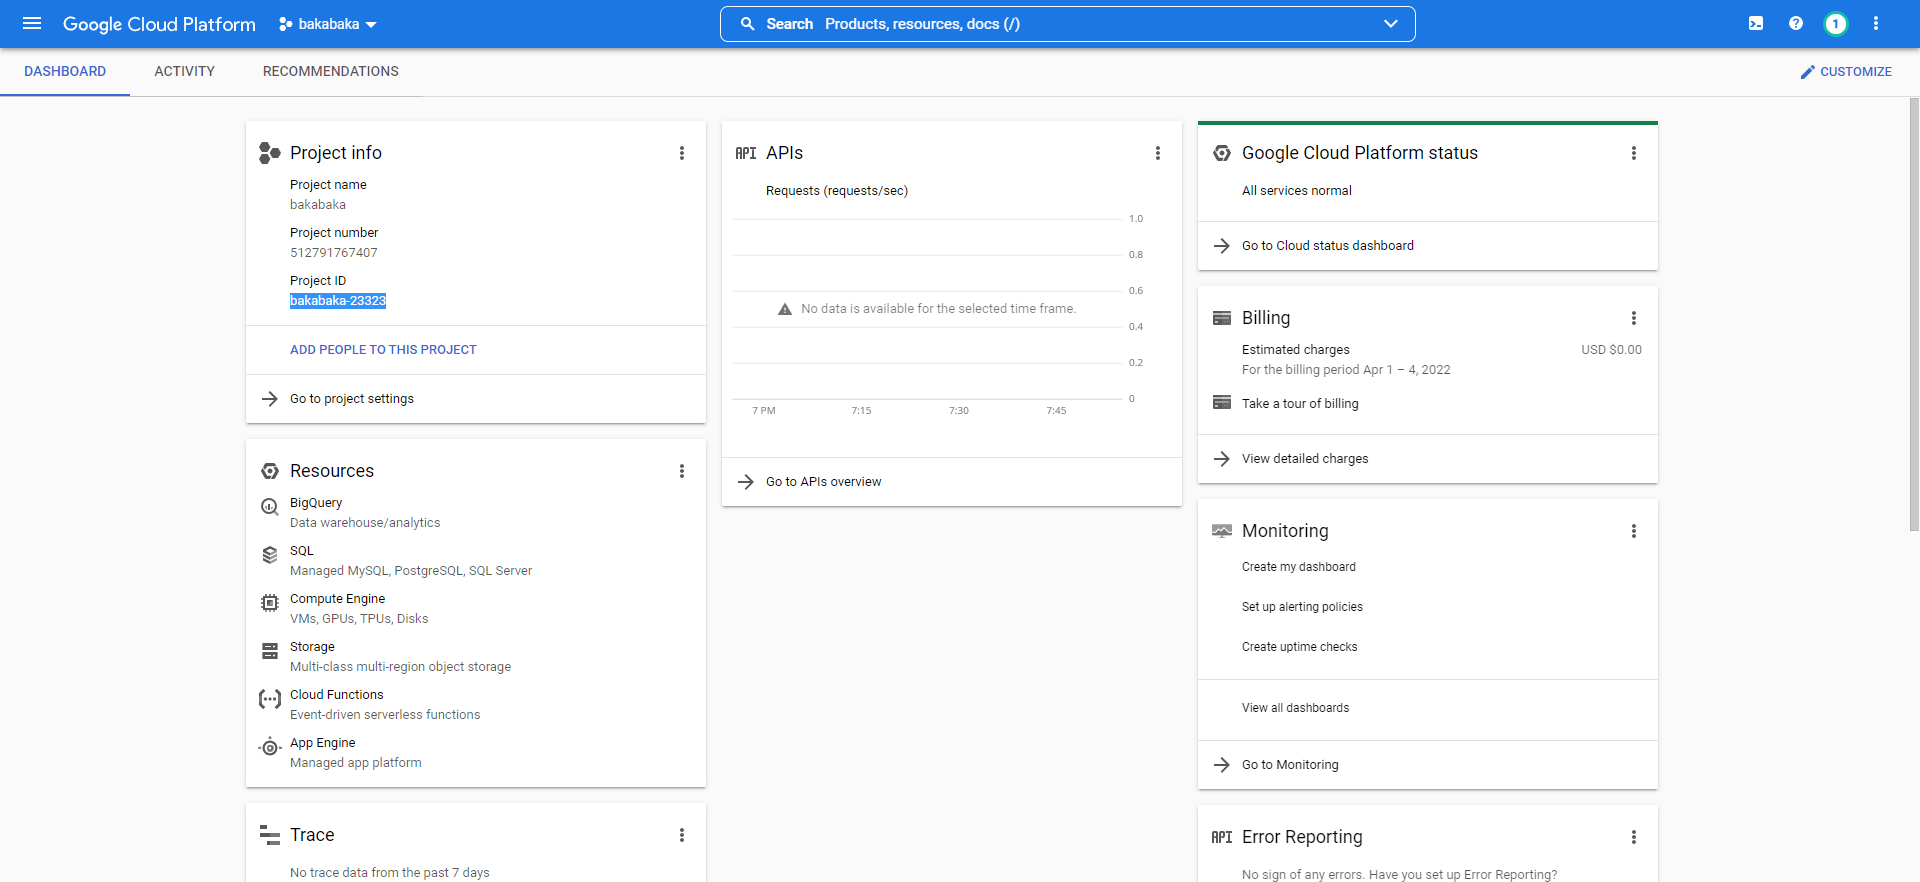 Google Cloud Platform
bakabaka
Search Products, resources, docs (/)
1
DASHBOARD
ACTIVITY
RECOMMENDATIONS
CUSTOMIZE
Project info
Project name
bakabaka
Project number
512791767407
Project ID
bakabaka-23323
ADD PEOPLE TO THIS PROJECT
Go to project settings
Resources
BigQuery
Data warehouse/analytics
SQL
Managed MySQL, PostgreSQL, SQL Server
Compute Engine
VMs, GPUs, TPUs, Disks
Storage
Multi-class multi-region object storage
Cloud Functions
Event-driven serverless functions
App Engine
Managed app platform
Trace
No trace data from the past 7 days
API APIs
Requests (requests/sec)
1.0
0.8
0.6
No data is available for the selected time frame.
0.4
0.2
0
7 PM 7:15 7:30 7:45
Go to APIs overview
Google Cloud Platform status
All services normal
Go to Cloud status dashboard
Billing
Estimated charges USD $0.00
For the billing period Apr 1 – 4, 2022
Take a tour of billing
View detailed charges
Monitoring
Create my dashboard
Set up alerting policies
Create uptime checks
View all dashboards
Go to Monitoring
API Error Reporting
No sign of any errors. Have you set up Error Reporting?